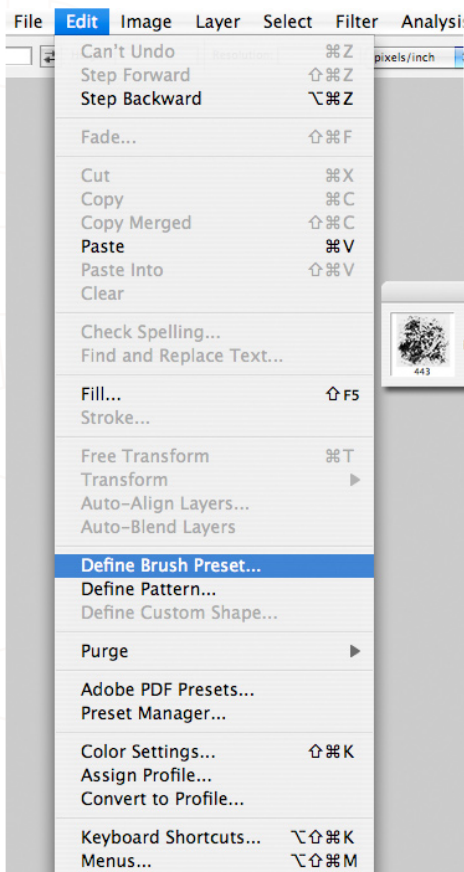 File Edit Image Layer Select Filter Analysis
Can't Undo ⌘Z
pixels/inch
Step Forward ⇧⌘Z
Step Backward ⌥⌘Z
Fade... ⇧⌘F
Cut ⌘X
Copy ⌘C
Copy Merged ⇧⌘C
Paste ⌘V
Paste Into ⇧⌘V
Clear
Check Spelling...
Find and Replace Text...
443
Fill... ⇧F5
Stroke...
Free Transform ⌘T
Transform ▶
Auto-Align Layers...
Auto-Blend Layers
Define Brush Preset...
Define Pattern...
Define Custom Shape...
Purge ▶
Adobe PDF Presets...
Preset Manager...
Color Settings... ⇧⌘K
Assign Profile...
Convert to Profile...
Keyboard Shortcuts... ⌥⇧⌘K
Menus... ⌥⇧⌘M